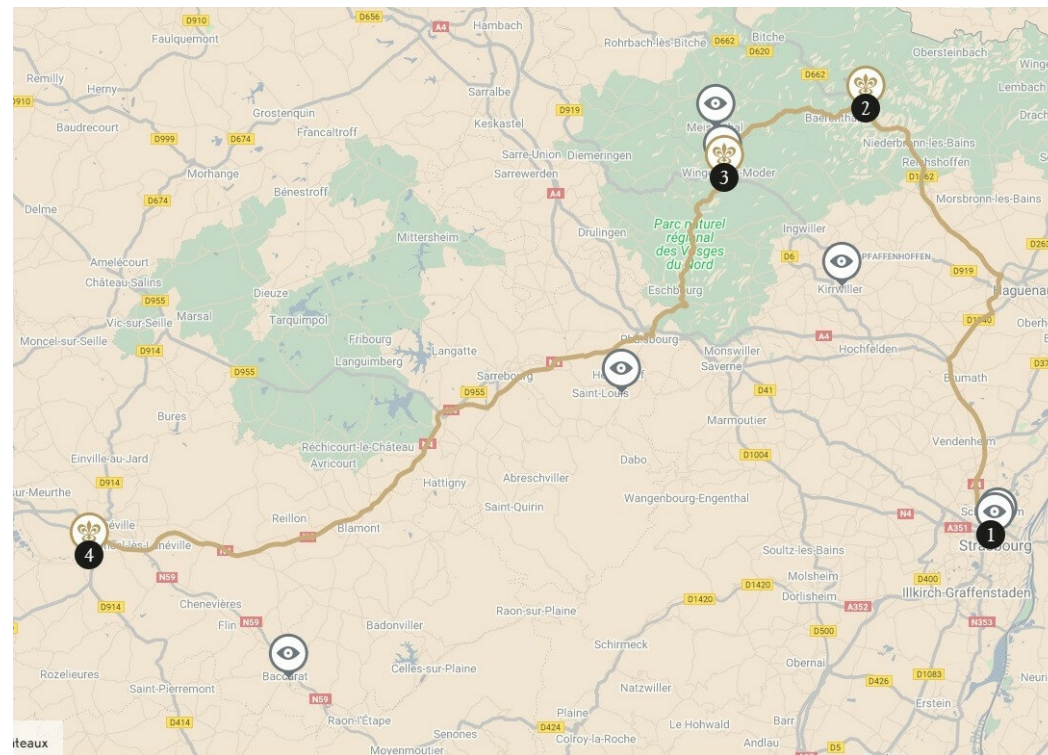 D910
D656
Hambach
Faulquemont
A4
Rohrbach-lès-Bitche
D662
Bitche
D620
Obersteinbach
Remilly
Herny
D910
Sarralbe
D662
Lembach
Grostenquin
D919
2
Baudrecourt
D999
D674
Francaltroff
Keskastel
Niederbronn-les-Bains
Morhange
Sarre-Union
Diemeringen
Reichshoffen
Sarrewerden
3
D674
Bénestroff
A4
Morsbronn-les-Bains
Delme
Drulingen
Parc naturel
régional
des Vosges
du Nord
Ingwiller
Mittersheim
D6
PFAFFENHOFFEN
D263
Amelécourt
D919
Château-Salins
Dieuze
Kirrwiller
D955
Marsal
Tarquimpol
Eschbourg
Vic-sur-Seille
Fribourg
Moncel-sur-Seille
D914
Langatte
A4
Languimberg
Monswiller
Hochfelden
Saverne
D955
Sarrebourg
D955
Saint-Louis
D41
Brumath
Bures
Marmoutier
Réchicourt-le-Château
N4
Vendenheim
Einville-au-Jard
Avricourt
D1004
Dabo
D914
Hattigny
Abreschviller
sur-Meurthe
Reillon
Saint-Quirin
Wangenbourg-Engenthal
N4
A351
1
Blamont
Strasbourg
4
Soultz-les-Bains
D400
N59
D1420
Molsheim
Illkirch-Graffenstaden
D914
Chenevières
Raon-sur-Plaine
D1420
Dorlisheim
A352
N353
Flin
N59
Badonviller
D500
Schirmeck
Rozelieures
Baccarat
Celles-sur-Plaine
Obernai
D1083
Saint-Pierremont
N59
Natzwiller
D426
D414
Raon-l'Étape
Plaine
Barr
Erstein
D424
Le Hohwald
Senones
Colroy-la-Roche
D5
Andlau
Moyenmoutier